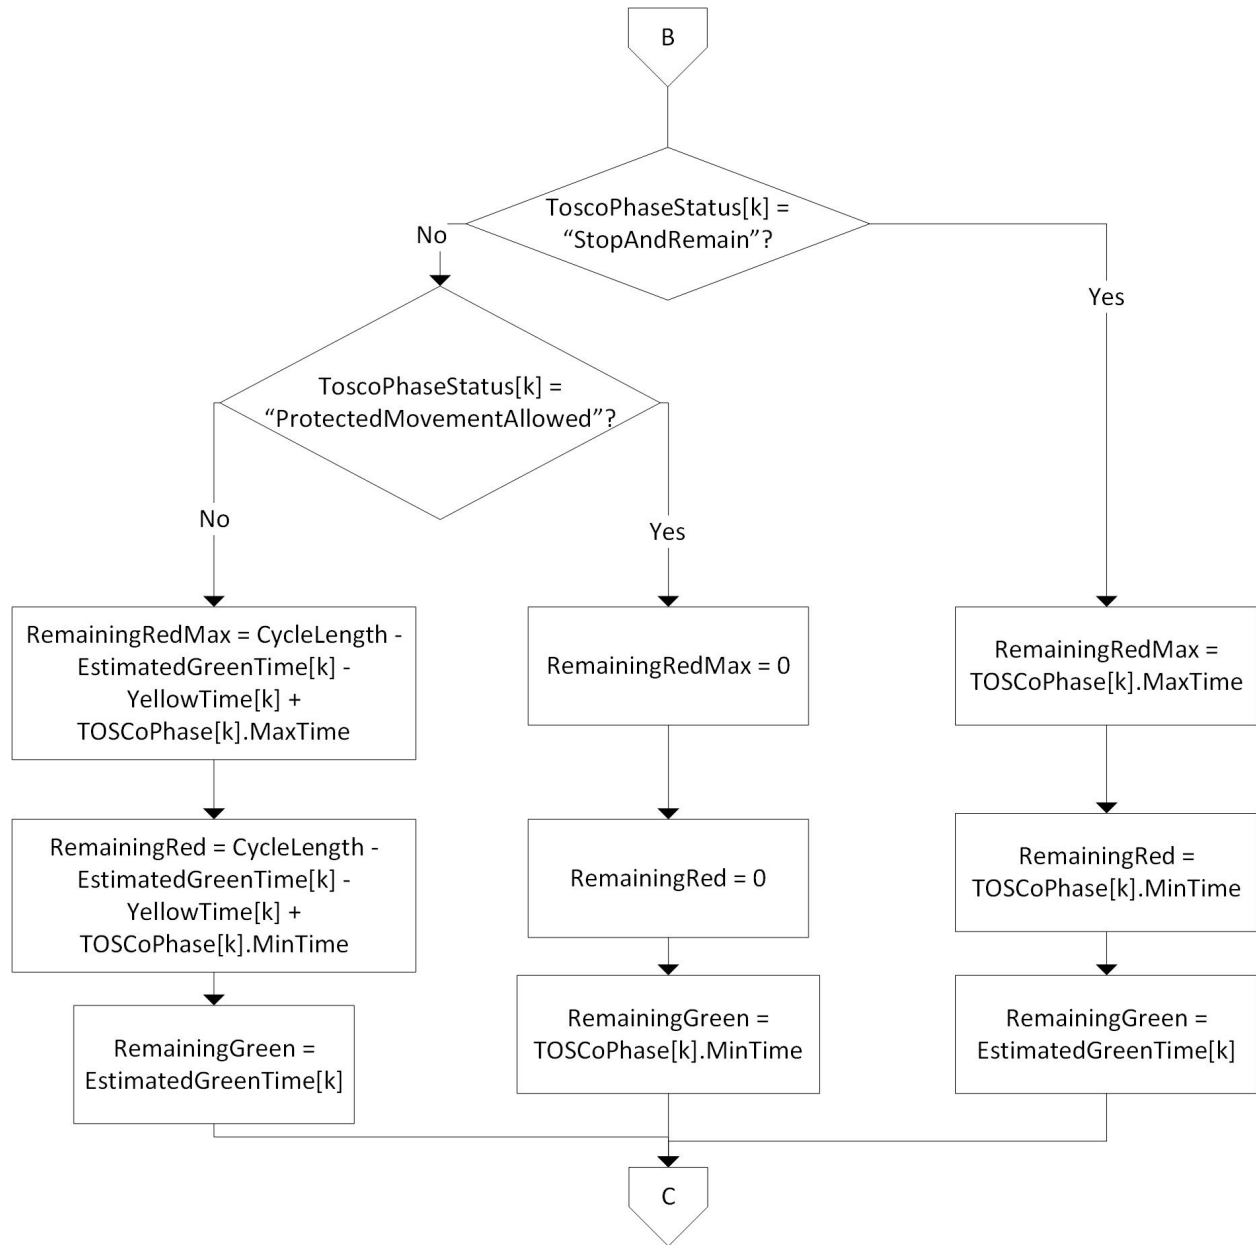 B
ToscoPhaseStatus[k] =
“StopAndRemain”?
No
Yes
ToscoPhaseStatus[k] =
“ProtectedMovementAllowed”?
No
Yes
RemainingRedMax = CycleLength -
EstimatedGreenTime[k] -
YellowTime[k] +
TOSCoPhase[k].MaxTime
RemainingRedMax = 0
RemainingRedMax =
TOSCoPhase[k].MaxTime
RemainingRed = CycleLength -
EstimatedGreenTime[k] -
YellowTime[k] +
TOSCoPhase[k].MinTime
RemainingRed = 0
RemainingRed =
TOSCoPhase[k].MinTime
RemainingGreen =
EstimatedGreenTime[k]
RemainingGreen =
TOSCoPhase[k].MinTime
RemainingGreen =
EstimatedGreenTime[k]
C